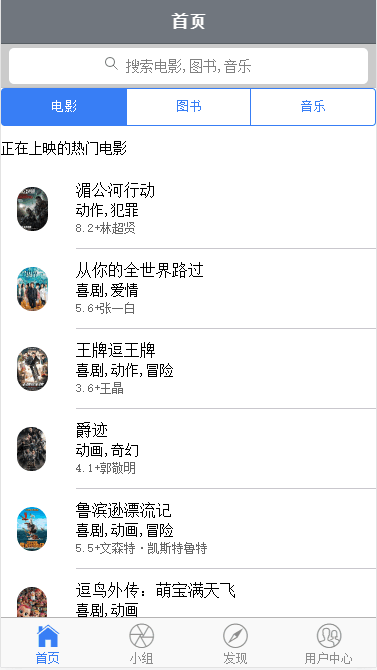 首页
搜索电影,图书,音乐
电影 图书 音乐
正在上映的热门电影
湄公河行动
动作,犯罪
8.2+林超贤
从你的全世界路过
喜剧,爱情
5.6+张一白
王牌逗王牌
喜剧,动作,冒险
3.6+王晶
爵迹
动画,奇幻
4.1+郭敬明
鲁滨逊漂流记
喜剧,动画,冒险
5.5+文森特·凯斯特鲁特
逗鸟外传：萌宝满天飞
喜剧,动画
首页 小组 发现 用户中心